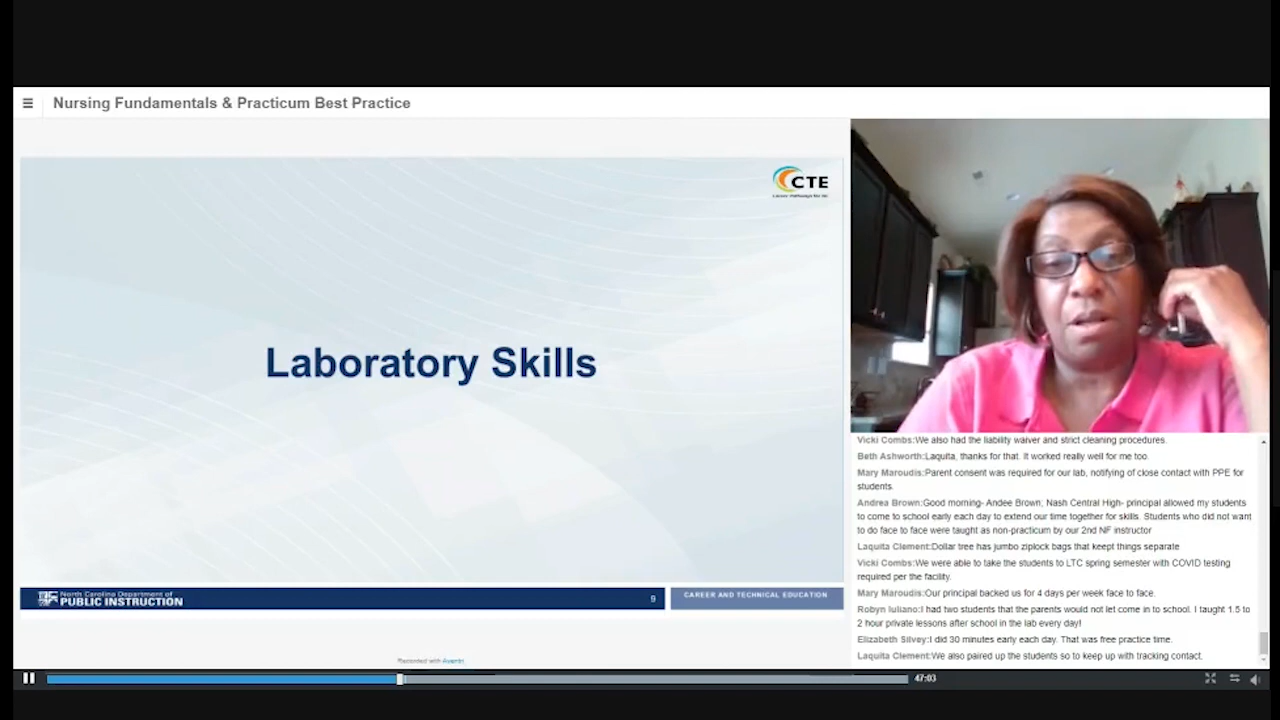 Nursing Fundamentals & Practicum Best Practice
CTE
Laboratory Skills
North Carolina Department of
PUBLIC INSTRUCTION
9
CAREER AND TECHNICAL EDUCATION
Recorded with
Vicki Combs:We also had the liability waiver and strict cleaning procedures.
Beth Ashworth:Laquita, thanks for that. It worked really well for me too.
Mary Maroudis:Parent consent was required for our lab, notifying of close contact with PPE for
students.
Andrea Brown:Good morning- Andee Brown; Nash Central High- principal allowed my students
to come to school early each day to extend our time together for skills. Students who did not want
to do face to face were taught as non-practicum by our 2nd NF instructor
Laquita Clement:Dollar tree has jumbo ziplock bags that keept things separate
Vicki Combs:We were able to take the students to LTC spring semester with COVID testing
required per the facility.
Mary Maroudis:Our principal backed us for 4 days per week face to face.
Robyn Iuliano:I had two students that the parents would not let come in to school. I taught 1.5 to
2 hour private lessons after school in the lab every day!
Elizabeth Silvey:I did 30 minutes early each day. That was free practice time.
Laquita Clement:We also paired up the students so to keep up with tracking contact.
47:03